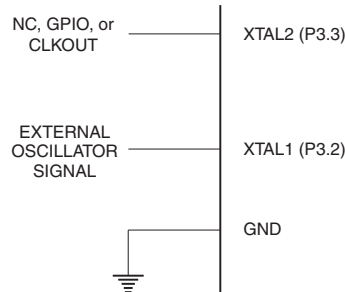 NC, GPIO, or
CLKOUT
XTAL2 (P3.3)
EXTERNAL
OSCILLATOR
SIGNAL
XTAL1 (P3.2)
GND